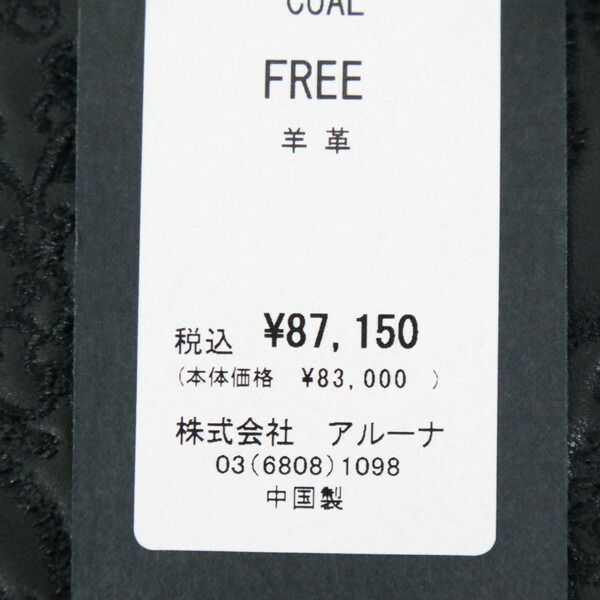 COAL
FREE
羊 革
税込 ¥87,150
(本体価格 ¥83,000 )
株式会社 アルーナ
03(6808)1098
中国製